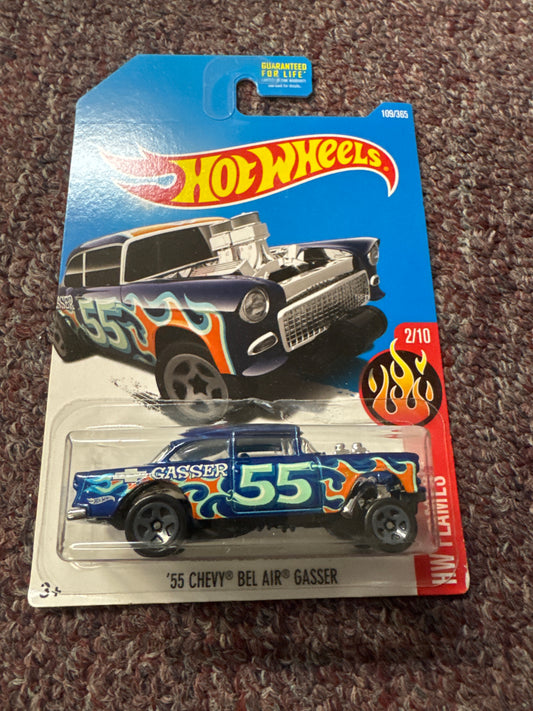 GUARANTEED
FOR LIFE*
109/365
HOT WHEELS
GASSER
55
2/10
GASSER 55
'55 CHEVY® BEL AIR® GASSER
HW FLAMES
3+